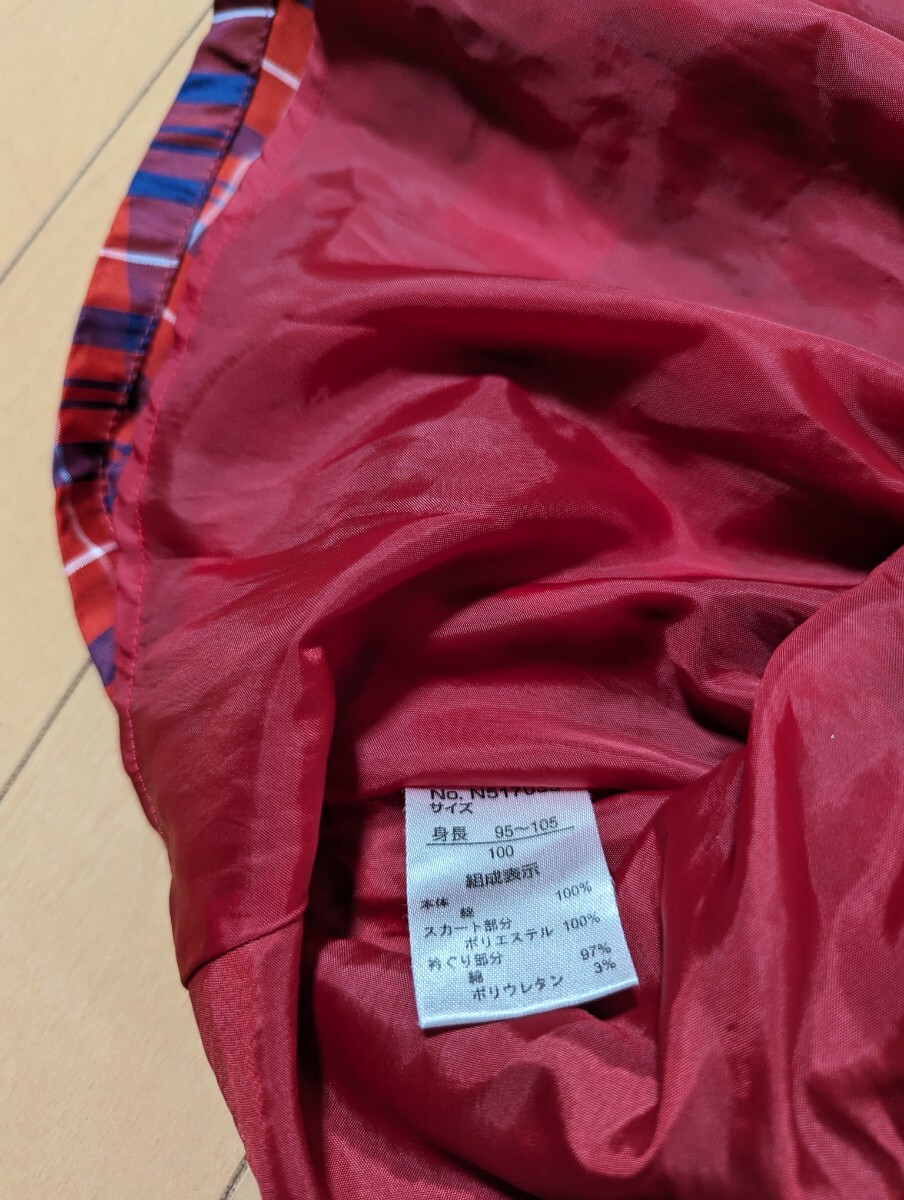 No. N5170
サイズ
身長 95〜105
100
組成表示
本体
綿 100%
スカート部分
ポリエステル 100%
衿ぐり部分
綿 97%
ポリウレタン 3%